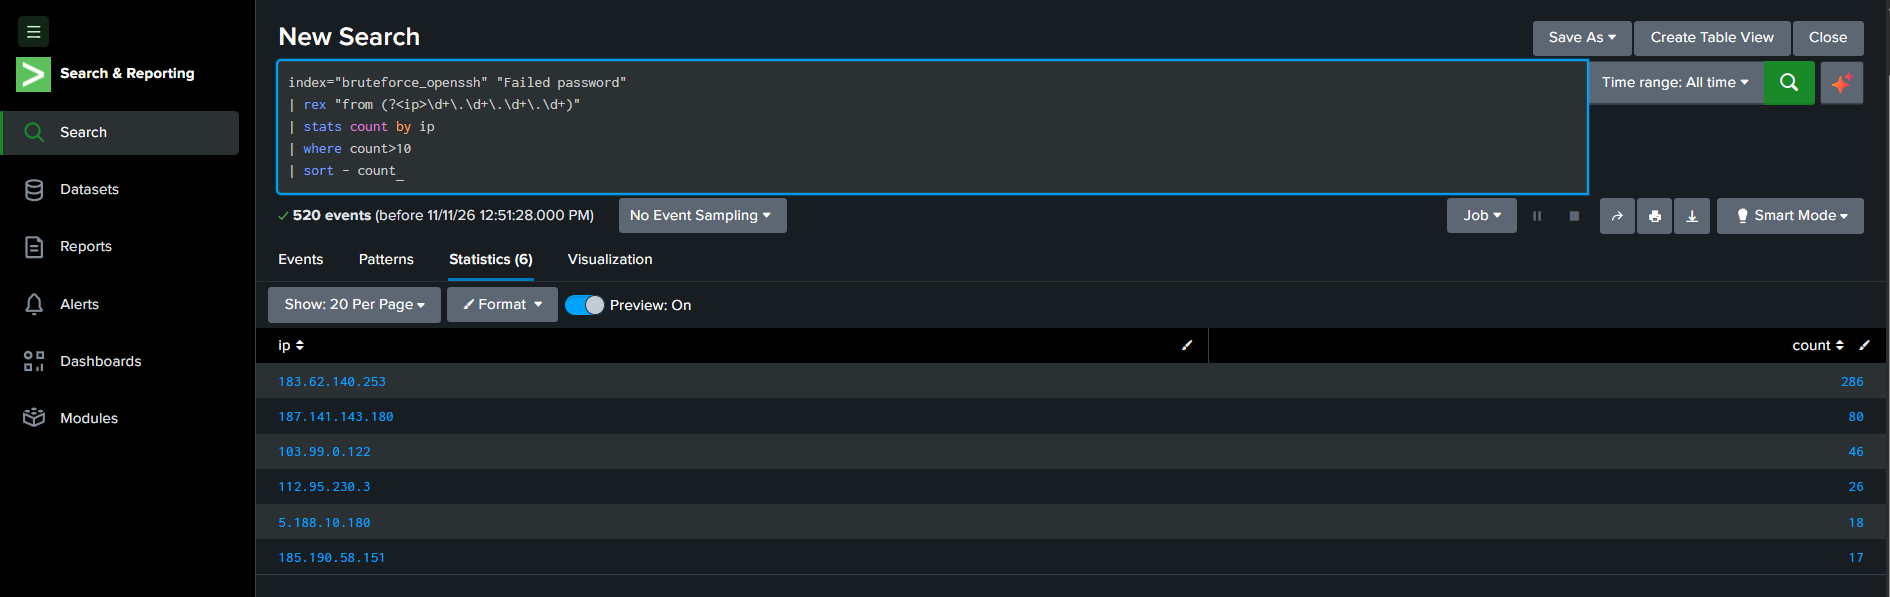 New Search
Save As
Create Table View
Close
Search & Reporting
index="bruteforce_openssh" "Failed password"
| rex "from (?<ip>\d+\.\d+\.\d+\.\d+)"
| stats count by ip
| where count>10
| sort - count_
Time range: All time
Search
Datasets
Reports
Alerts
Dashboards
Modules
520 events (before 11/11/26 12:51:28.000 PM)
No Event Sampling
Job
Smart Mode
Events
Patterns
Statistics (6)
Visualization
Show: 20 Per Page
Format
Preview: On
ip
count
183.62.140.253
286
187.141.143.180
80
103.99.0.122
46
112.95.230.3
26
5.188.10.180
18
185.190.58.151
17